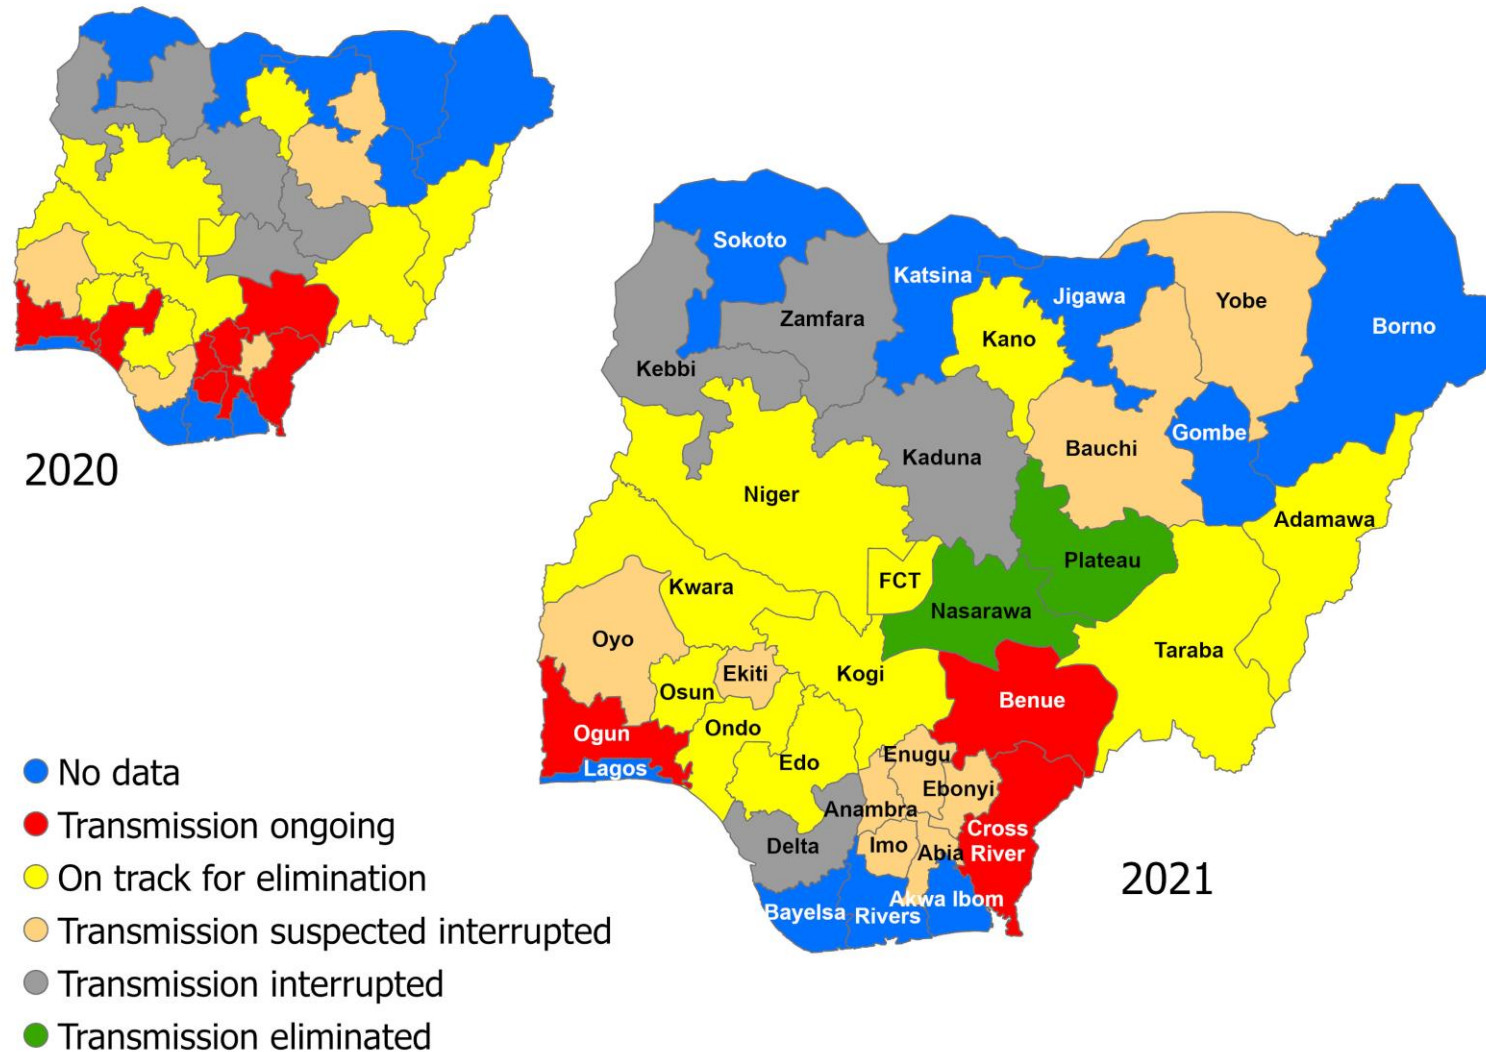 2020
Sokoto
Katsina
Jigawa
Yobe
Borno
Zamfara
Kano
Kebbi
Gombe
Bauchi
Kaduna
Niger
Adamawa
Plateau
FCT
Kwara
Nasarawa
Oyo
Taraba
Ekiti
Kogi
Osun
Benue
Ondo
Ogun
Edo
Enugu
Lagos
Ebonyi
Anambra
Cross
River
Delta
Imo
Abia
Akwa Ibom
Bayelsa
Rivers
2021
No data
Transmission ongoing
On track for elimination
Transmission suspected interrupted
Transmission interrupted
Transmission eliminated